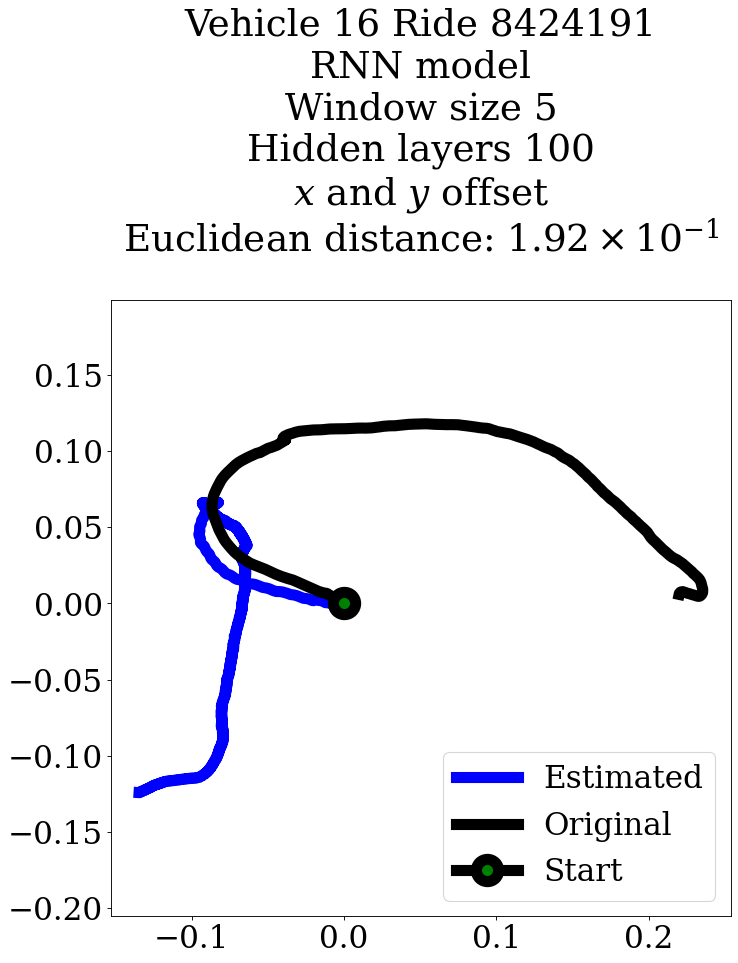 Vehicle 16 Ride 8424191
RNN model
Window size 5
Hidden layers 100
x and y offset
Euclidean distance: 1.92 × 10⁻¹
0.15
0.10
0.05
0.00
−0.05
−0.10
−0.15
−0.20
−0.1
0.0
0.1
0.2
Estimated
Original
Start